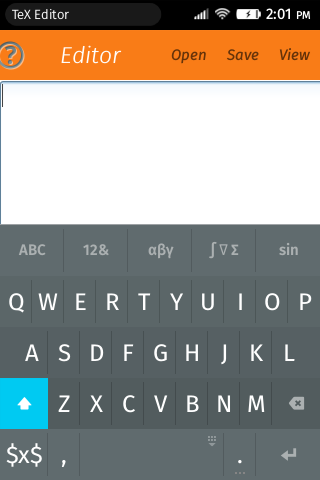 TeX Editor 2:01 PM
? Editor Open Save View
ABC 12& αβγ ∫∇Σ sin
Q W E R T Y U I O P
A S D F G H J K L
Z X C V B N M
$x$ , .